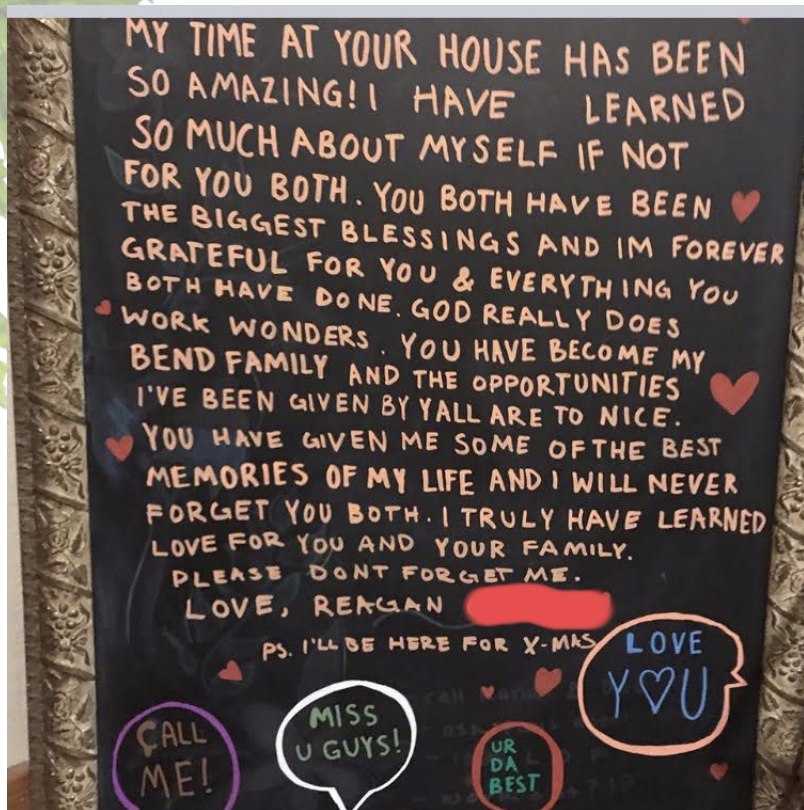 MY TIME AT YOUR HOUSE HAS BEEN
SO AMAZING! I HAVE LEARNED
SO MUCH ABOUT MYSELF IF NOT
FOR YOU BOTH. YOU BOTH HAVE BEEN
THE BIGGEST BLESSINGS AND IM FOREVER
GRATEFUL FOR YOU & EVERYTHING YOU
BOTH HAVE DONE. GOD REALLY DOES
WORK WONDERS. YOU HAVE BECOME MY
BEND FAMILY AND THE OPPORTUNITIES
I'VE BEEN GIVEN BY YALL ARE TO NICE.
YOU HAVE GIVEN ME SOME OF THE BEST
MEMORIES OF MY LIFE AND I WILL NEVER
FORGET YOU BOTH. I TRULY HAVE LEARNED
LOVE FOR YOU AND YOUR FAMILY.
PLEASE DONT FORGET ME.
LOVE, REAGAN
PS. I'LL BE HERE FOR X-MAS
LOVE
Y♡U
CALL
ME!
MISS
U GUYS!
UR
DA
BEST